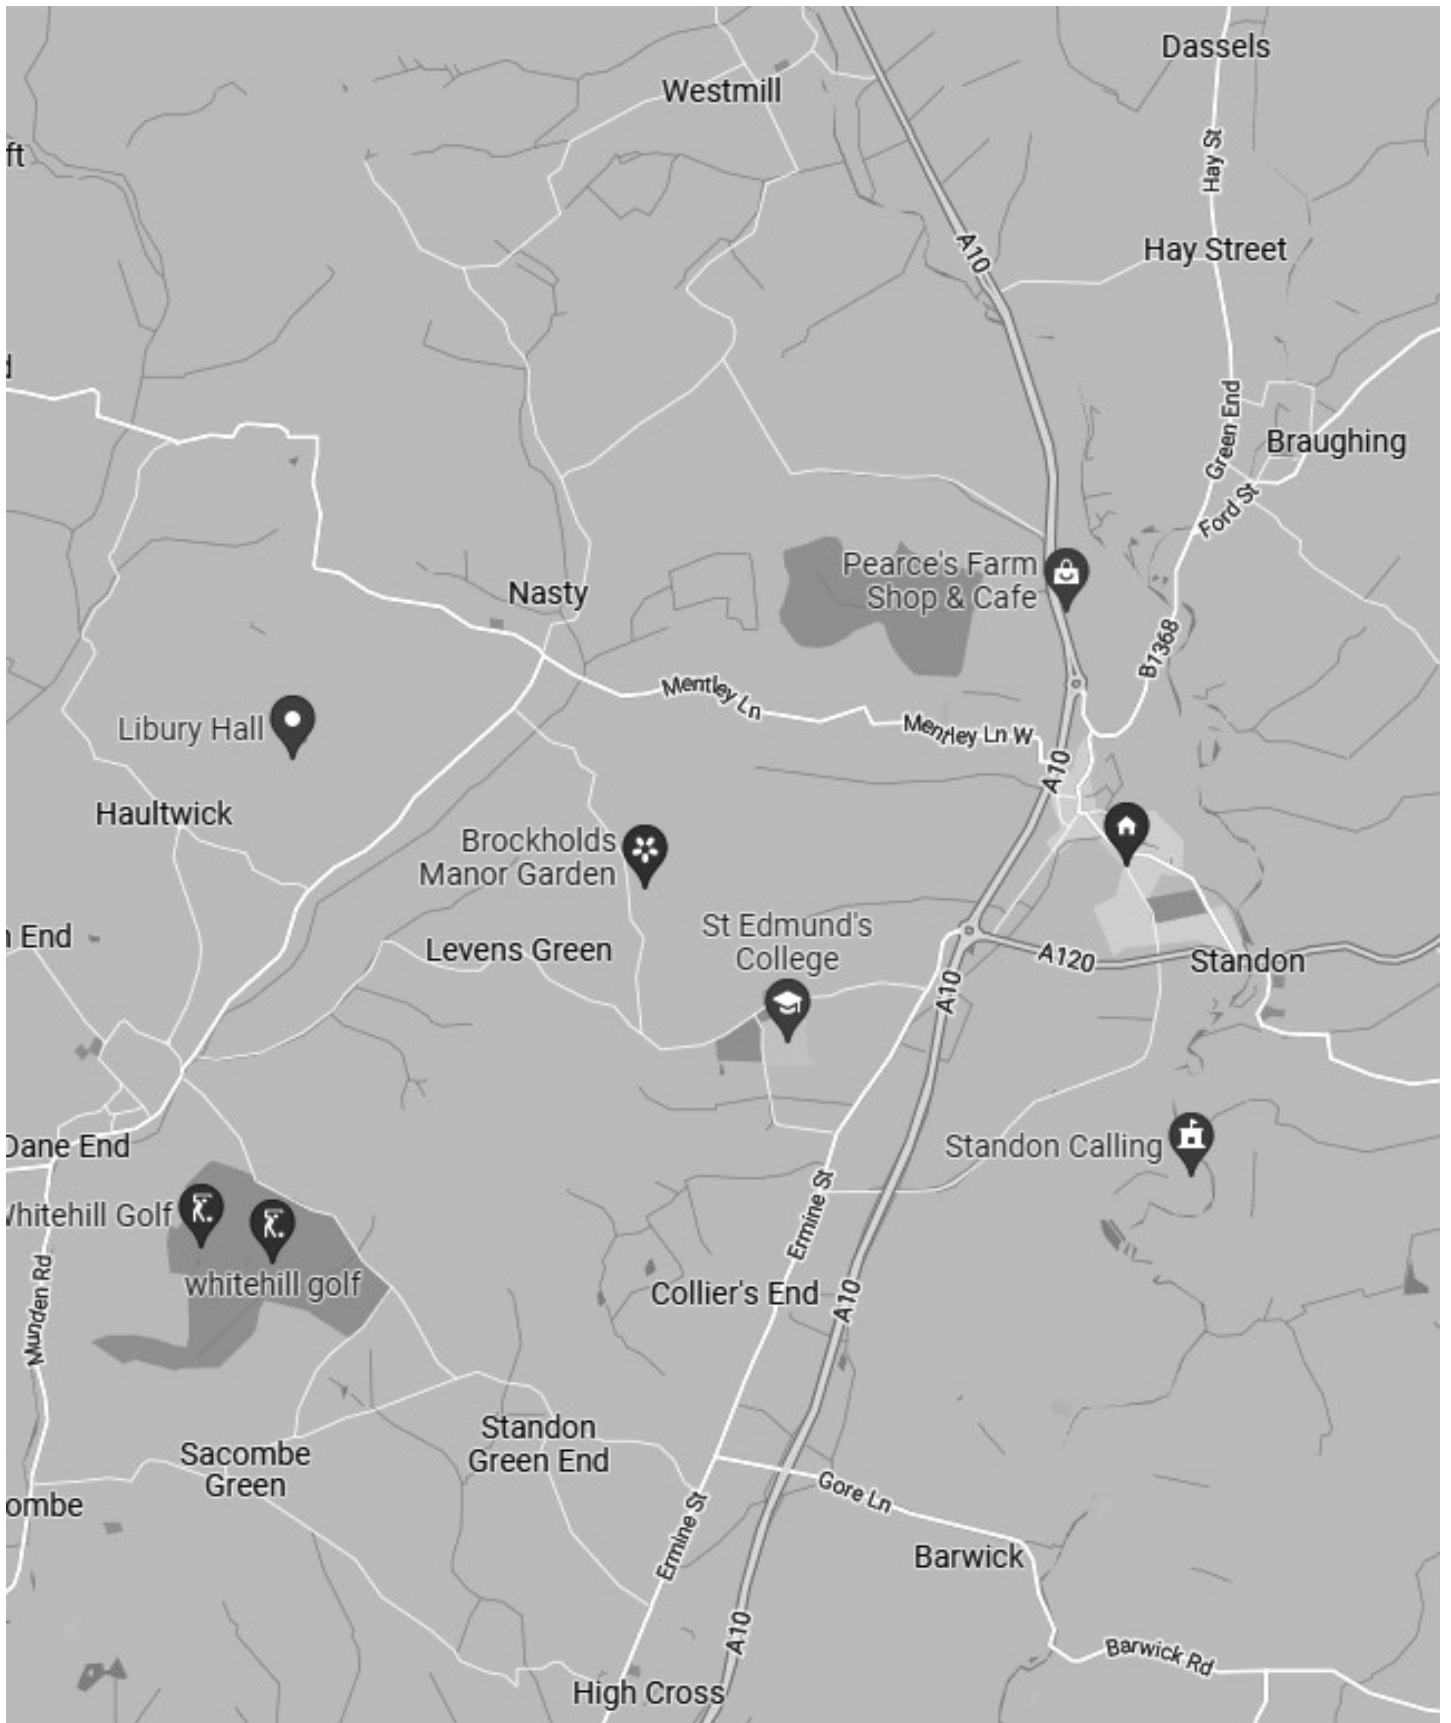 Dassels
Westmill
Hay St
ft
A10
Hay Street
d
Green End
Braughing
Ford St
Pearce's Farm
Shop & Cafe
Nasty
B1368
Mentley Ln
Mentley Ln W
Libury Hall
A10
Haultwick
Brockholds
Manor Garden
St Edmund's
College
n End
Levens Green
A120
Standon
A10
Dane End
Standon Calling
Whitehill Golf
Ermine St
whitehill golf
Collier's End
A10
Munden Rd
Standon
Green End
Sacombe
Green
Gore Ln
ombe
Ermine St
Barwick
A10
Barwick Rd
High Cross